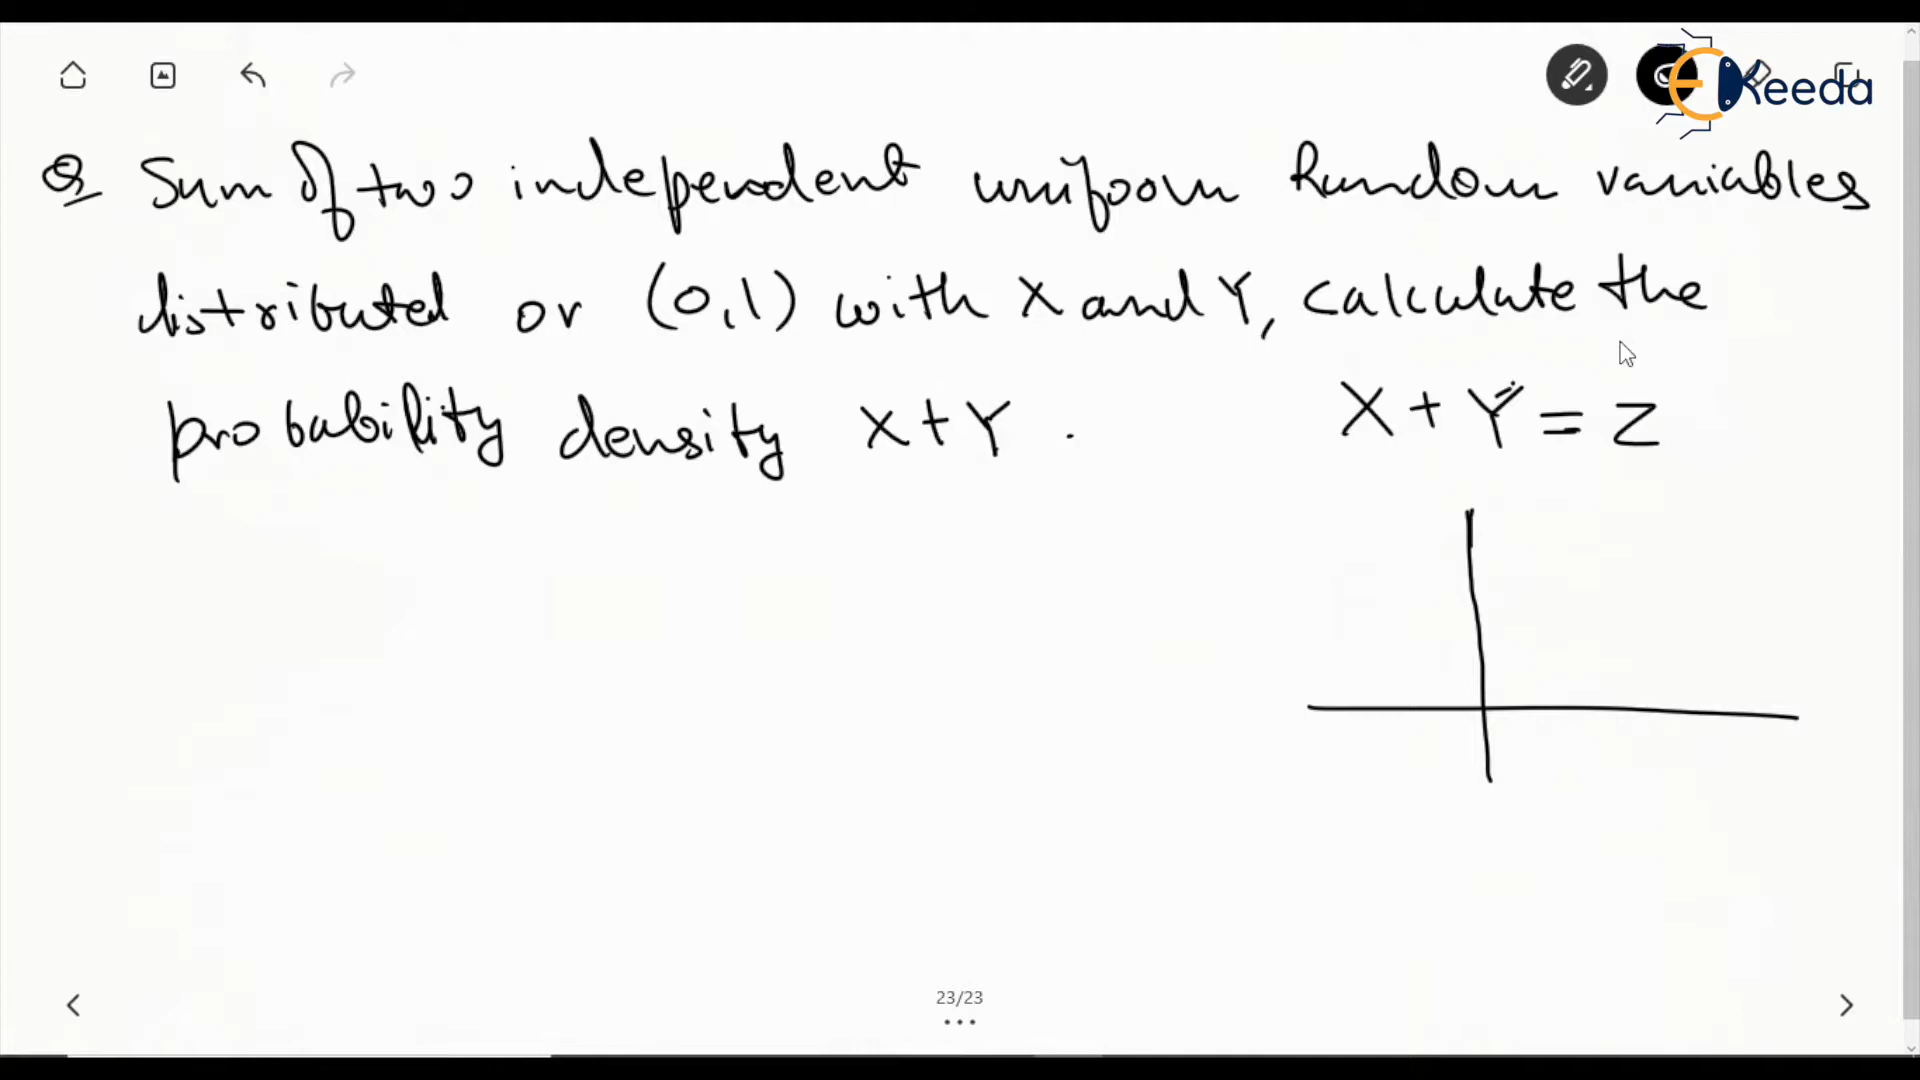 EKeeda
Q Sum of two independent uniform Random variables
distributed or (0,1) with X and Y, calculate the
probability density X+Y .
X + Y = Z
23/23